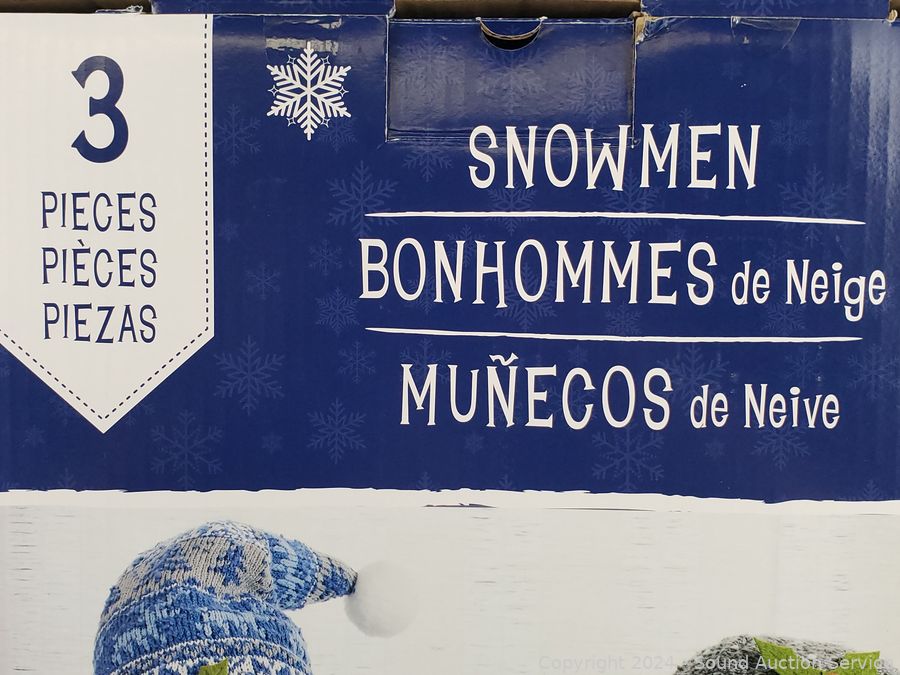 3
PIECES
PIÈCES
PIEZAS
SNOWMEN
BONHOMMES de Neige
MUÑECOS de Neive
Copyright 2024 - Sound Auction Service